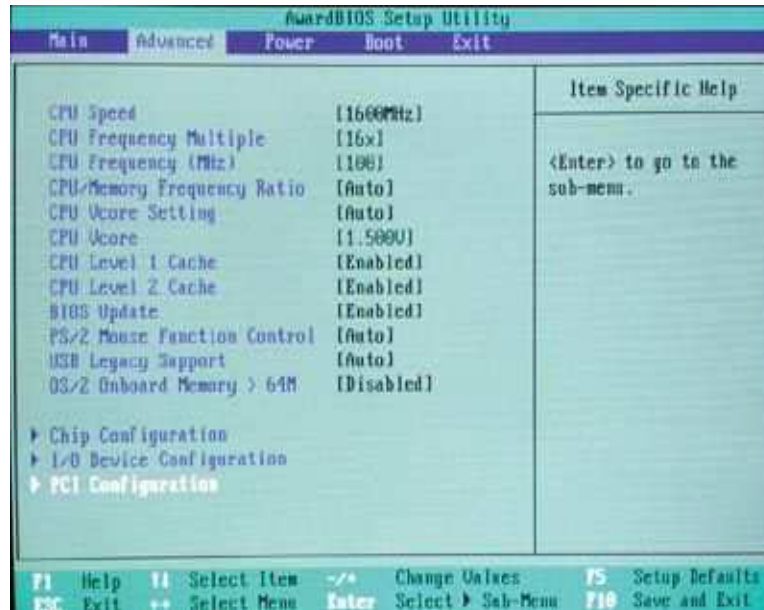 AwardBIOS Setup Utility
Main Advanced Power Boot Exit
Item Specific Help
CPU Speed [1600MHz]
CPU Frequency Multiple [16x]
CPU Frequency (MHz) [100]
<Enter> to go to the
CPU/Memory Frequency Ratio [Auto]
sub-menu.
CPU Vcore Setting [Auto]
CPU Vcore [1.500V]
CPU Level 1 Cache [Enabled]
CPU Level 2 Cache [Enabled]
BIOS Update [Enabled]
PS/2 Mouse Function Control [Auto]
USB Legacy Support [Auto]
OS/2 Onboard Memory > 64M [Disabled]
Chip Configuration
I/O Device Configuration
PCI Configuration
F1 Help ↑↓ Select Item -/+ Change Values F5 Setup Defaults
ESC Exit ↔ Select Menu Enter Select ▶ Sub-Menu F10 Save and Exit